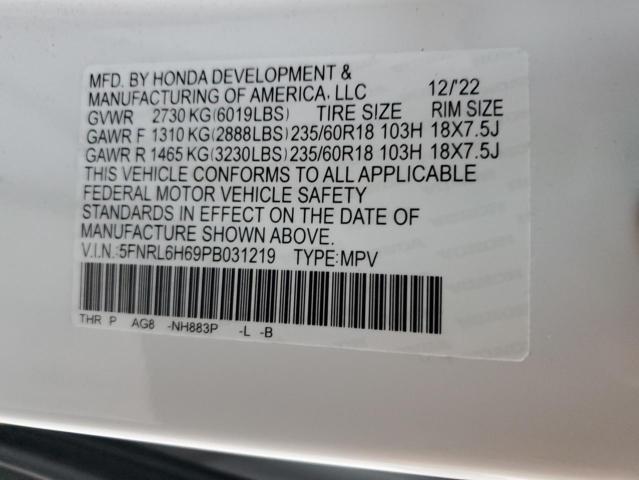 MFD. BY HONDA DEVELOPMENT &
MANUFACTURING OF AMERICA, LLC 12/'22
GVWR 2730 KG(6019LBS) TIRE SIZE RIM SIZE
GAWR F 1310 KG(2888LBS)235/60R18 103H 18X7.5J
GAWR R 1465 KG(3230LBS)235/60R18 103H 18X7.5J
THIS VEHICLE CONFORMS TO ALL APPLICABLE
FEDERAL MOTOR VEHICLE SAFETY
STANDARDS IN EFFECT ON THE DATE OF
MANUFACTURE SHOWN ABOVE.
V.I.N.:5FNRL6H69PB031219 TYPE:MPV
THR P AG8 -NH883P -L -B